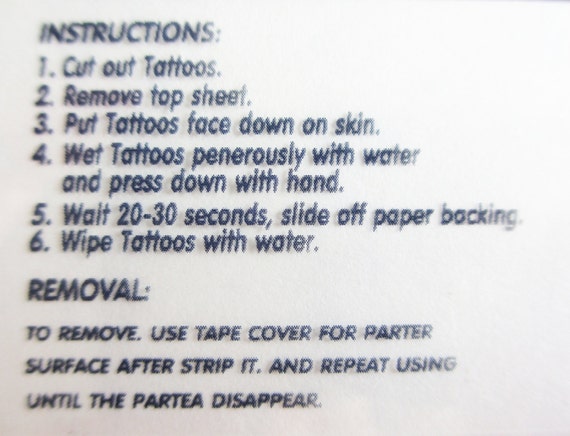 INSTRUCTIONS:
1. Cut out Tattoos.
2. Remove top sheet.
3. Put Tattoos face down on skin.
4. Wet Tattoos penerously with water
and press down with hand.
5. Wait 20-30 seconds, slide off paper backing.
6. Wipe Tattoos with water.
REMOVAL:
TO REMOVE. USE TAPE COVER FOR PARTER
SURFACE AFTER STRIP IT. AND REPEAT USING
UNTIL THE PARTEA DISAPPEAR.